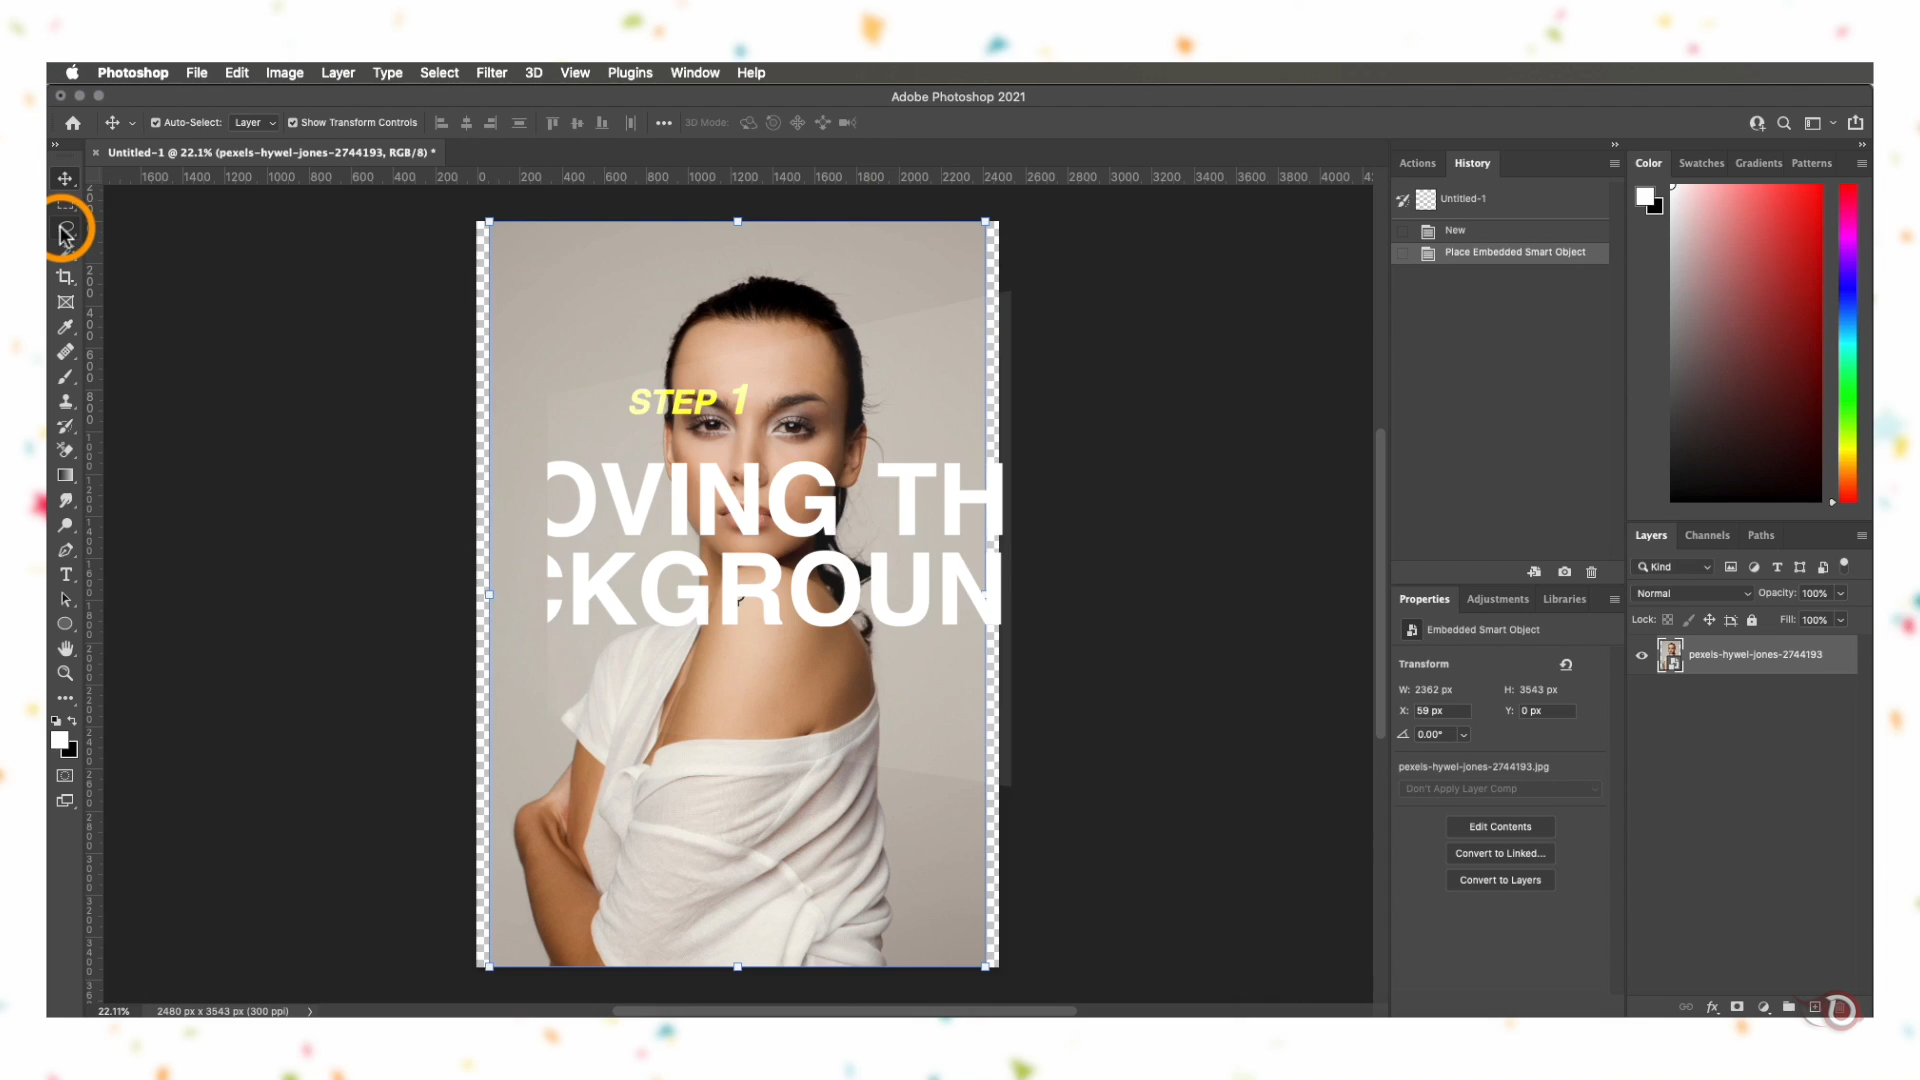 Photoshop File Edit Image Layer Type Select Filter 3D View Plugins Window Help
Adobe Photoshop 2021
Auto-Select: Layer Show Transform Controls 3D Mode:
Untitled-1 @ 22.1% (pexels-hywel-jones-2744193, RGB/8) *
1600 1400 1200 1000 800 600 400 200 0 200 400 600 800 1000 1200 1400 1600 1800 2000 2200 2400 2600 2800 3000 3200 3400 3600 3800 4000
Actions History
Untitled-1
New
Place Embedded Smart Object
Color Swatches Gradients Patterns
STEP 1
OVING TH
CKGROUN
Properties Adjustments Libraries
Embedded Smart Object
Transform
W: 2362 px H: 3543 px
X: 59 px Y: 0 px
0.00°
pexels-hywel-jones-2744193.jpg
Don't Apply Layer Comp
Edit Contents
Convert to Linked...
Convert to Layers
Layers Channels Paths
Kind
Normal Opacity: 100%
Lock: Fill: 100%
pexels-hywel-jones-2744193
22.11% 2480 px x 3543 px (300 ppi)